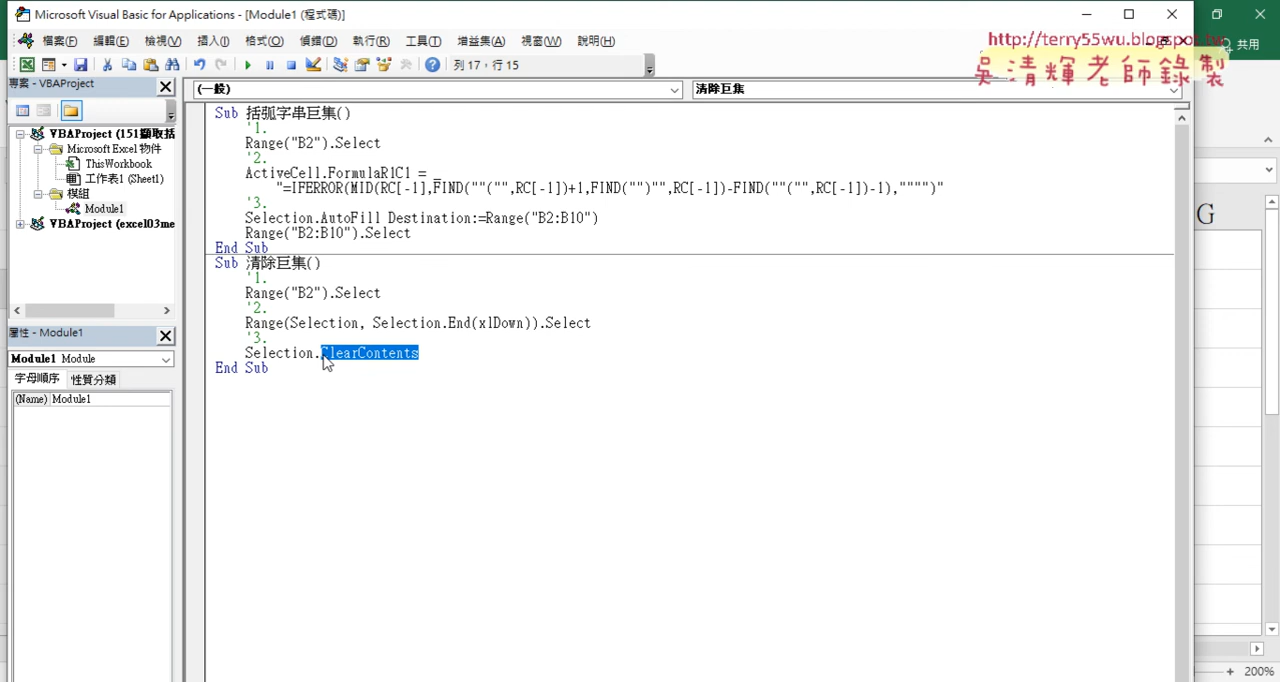 Microsoft Visual Basic for Applications - [Module1 (程式碼)]
http://terry55wu.blogspot.tw
共用
吳清輝老師錄製
檔案(F) 編輯(E) 檢視(V) 插入(I) 格式(O) 偵錯(D) 執行(R) 工具(T) 增益集(A) 視窗(W) 說明(H)
列 17，行 15
專案 - VBAProject
(一般)
清除巨集
VBAProject (151擷取括
Microsoft Excel 物件
ThisWorkbook
工作表1 (Sheet1)
模組
Module1
VBAProject (excel03me
Sub 括弧字串巨集()
'1.
Range("B2").Select
'2.
ActiveCell.FormulaR1C1 = _
"=IFERROR(MID(RC[-1],FIND(""("",RC[-1])+1,FIND("")"",RC[-1])-FIND(""("",RC[-1])-1),"""")"
'3.
Selection.AutoFill Destination:=Range("B2:B10")
Range("B2:B10").Select
End Sub
Sub 清除巨集()
'1.
Range("B2").Select
'2.
Range(Selection, Selection.End(xlDown)).Select
'3.
Selection.ClearContents
End Sub
屬性 - Module1
Module1 Module
字母順序 性質分類
(Name) Module1
G
200%